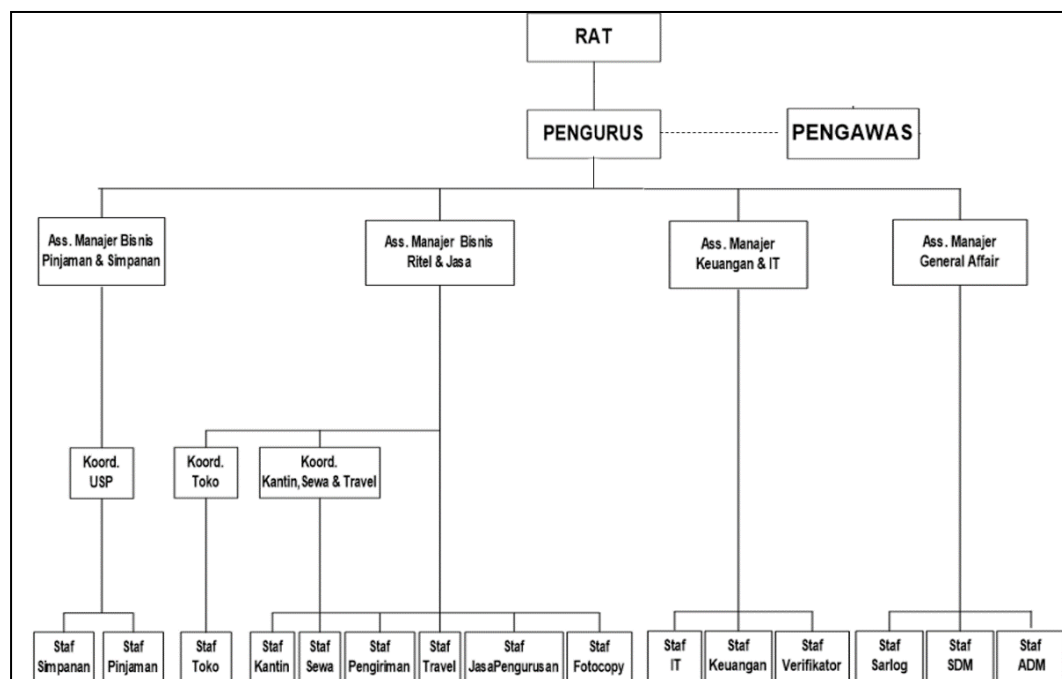 RAT
PENGURUS
PENGAWAS
Ass. Manajer Bisnis
Pinjaman & Simpanan
Ass. Manajer Bisnis
Ritel & Jasa
Ass. Manajer
Keuangan & IT
Ass. Manajer
General Affair
Koord.
USP
Koord.
Toko
Koord.
Kantin,Sewa & Travel
Staf
Simpanan
Staf
Pinjaman
Staf
Toko
Staf
Kantin
Staf
Sewa
Staf
Pengiriman
Staf
Travel
Staf
JasaPengurusan
Staf
Fotocopy
Staf
IT
Staf
Keuangan
Staf
Verifikator
Staf
Sarlog
Staf
SDM
Staf
ADM